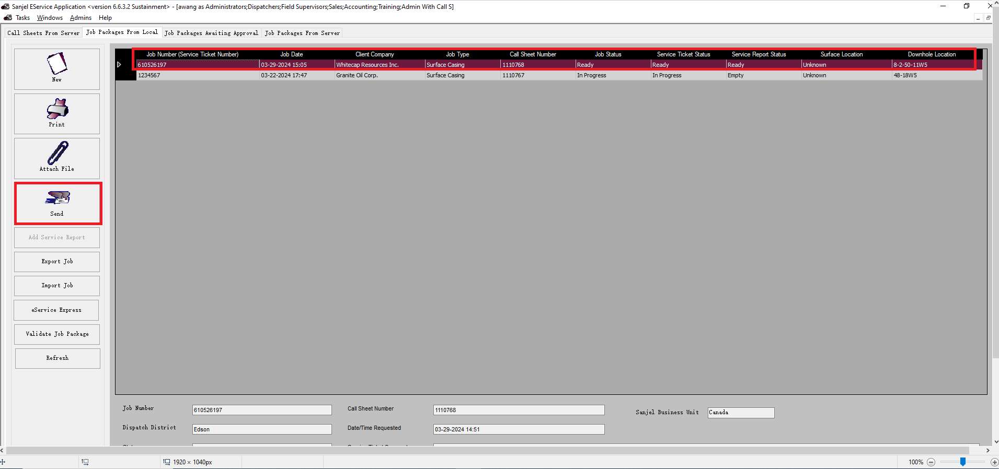 Sanjel EService Application <version 6.6.3.2 Sustainment> - [awang as Administrators;Dispatchers;Field Supervisors;Sales;Accounting;Training;Admin With Call S]
Tasks Windows Admins Help
Call Sheets From Server Job Packages From Local Job Packages Awaiting Approval Job Packages From Server
Job Number (Service Ticket Number) Job Date Client Company Job Type Call Sheet Number Job Status Service Ticket Status Service Report Status Surface Location Downhole Location
610526197 03-29-2024 15:05 Whitecap Resources Inc. Surface Casing 1110768 Ready Ready Ready Unknown 8-2-50-11W5
1234567 03-22-2024 17:47 Granite Oil Corp. Surface Casing 1110767 In Progress In Progress Empty Unknown 48-18W5
New
Print
Attach File
Send
Add Service Report
Export Job
Import Job
eService Express
Validate Job Package
Refresh
Job Number 610526197 Call Sheet Number 1110768 Sanjel Business Unit Canada
Dispatch District Edson Date/Time Requested 03-29-2024 14:51
1920 × 1040px 100%